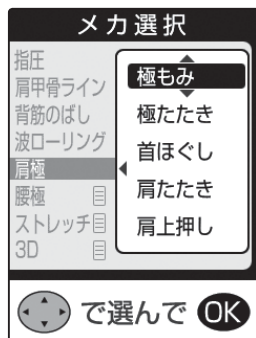 メカ選択
指圧
肩甲骨ライン
背筋のばし
波ローリング
肩極
腰極
ストレッチ
3D
極もみ
極たたき
首ほぐし
肩たたき
肩上押し
で選んで OK